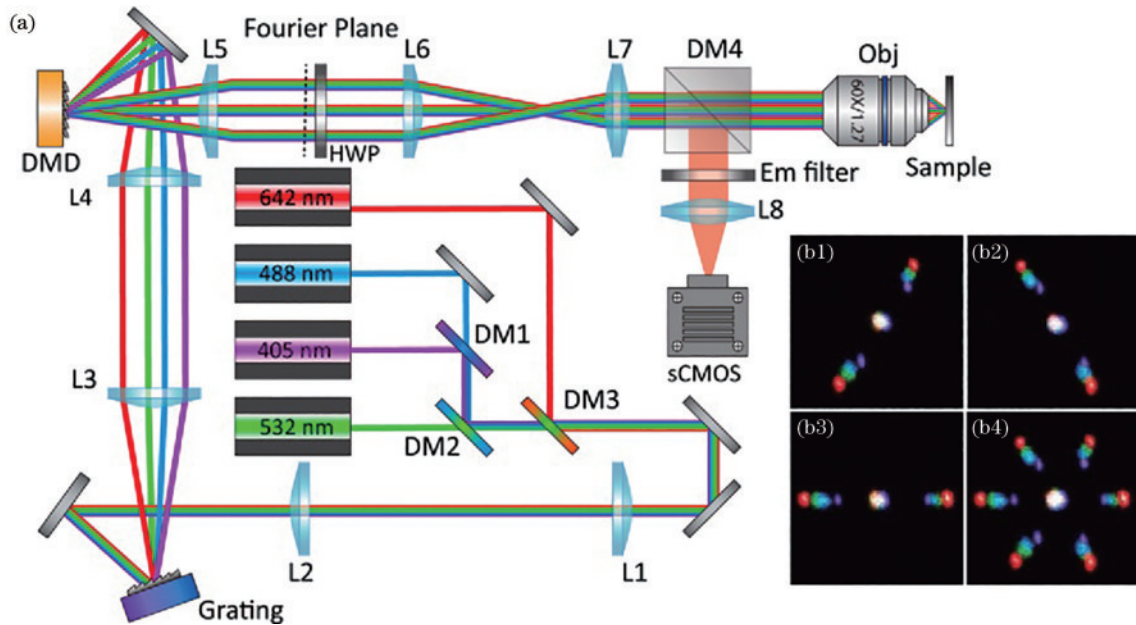 (a)
Fourier Plane
L5
L6
L7
DM4
Obj
60X/1.27
DMD
HWP
Sample
L4
Em filter
642 nm
L8
488 nm
(b1)
(b2)
DM1
405 nm
sCMOS
L3
DM3
532 nm
DM2
(b3)
(b4)
L2
L1
Grating